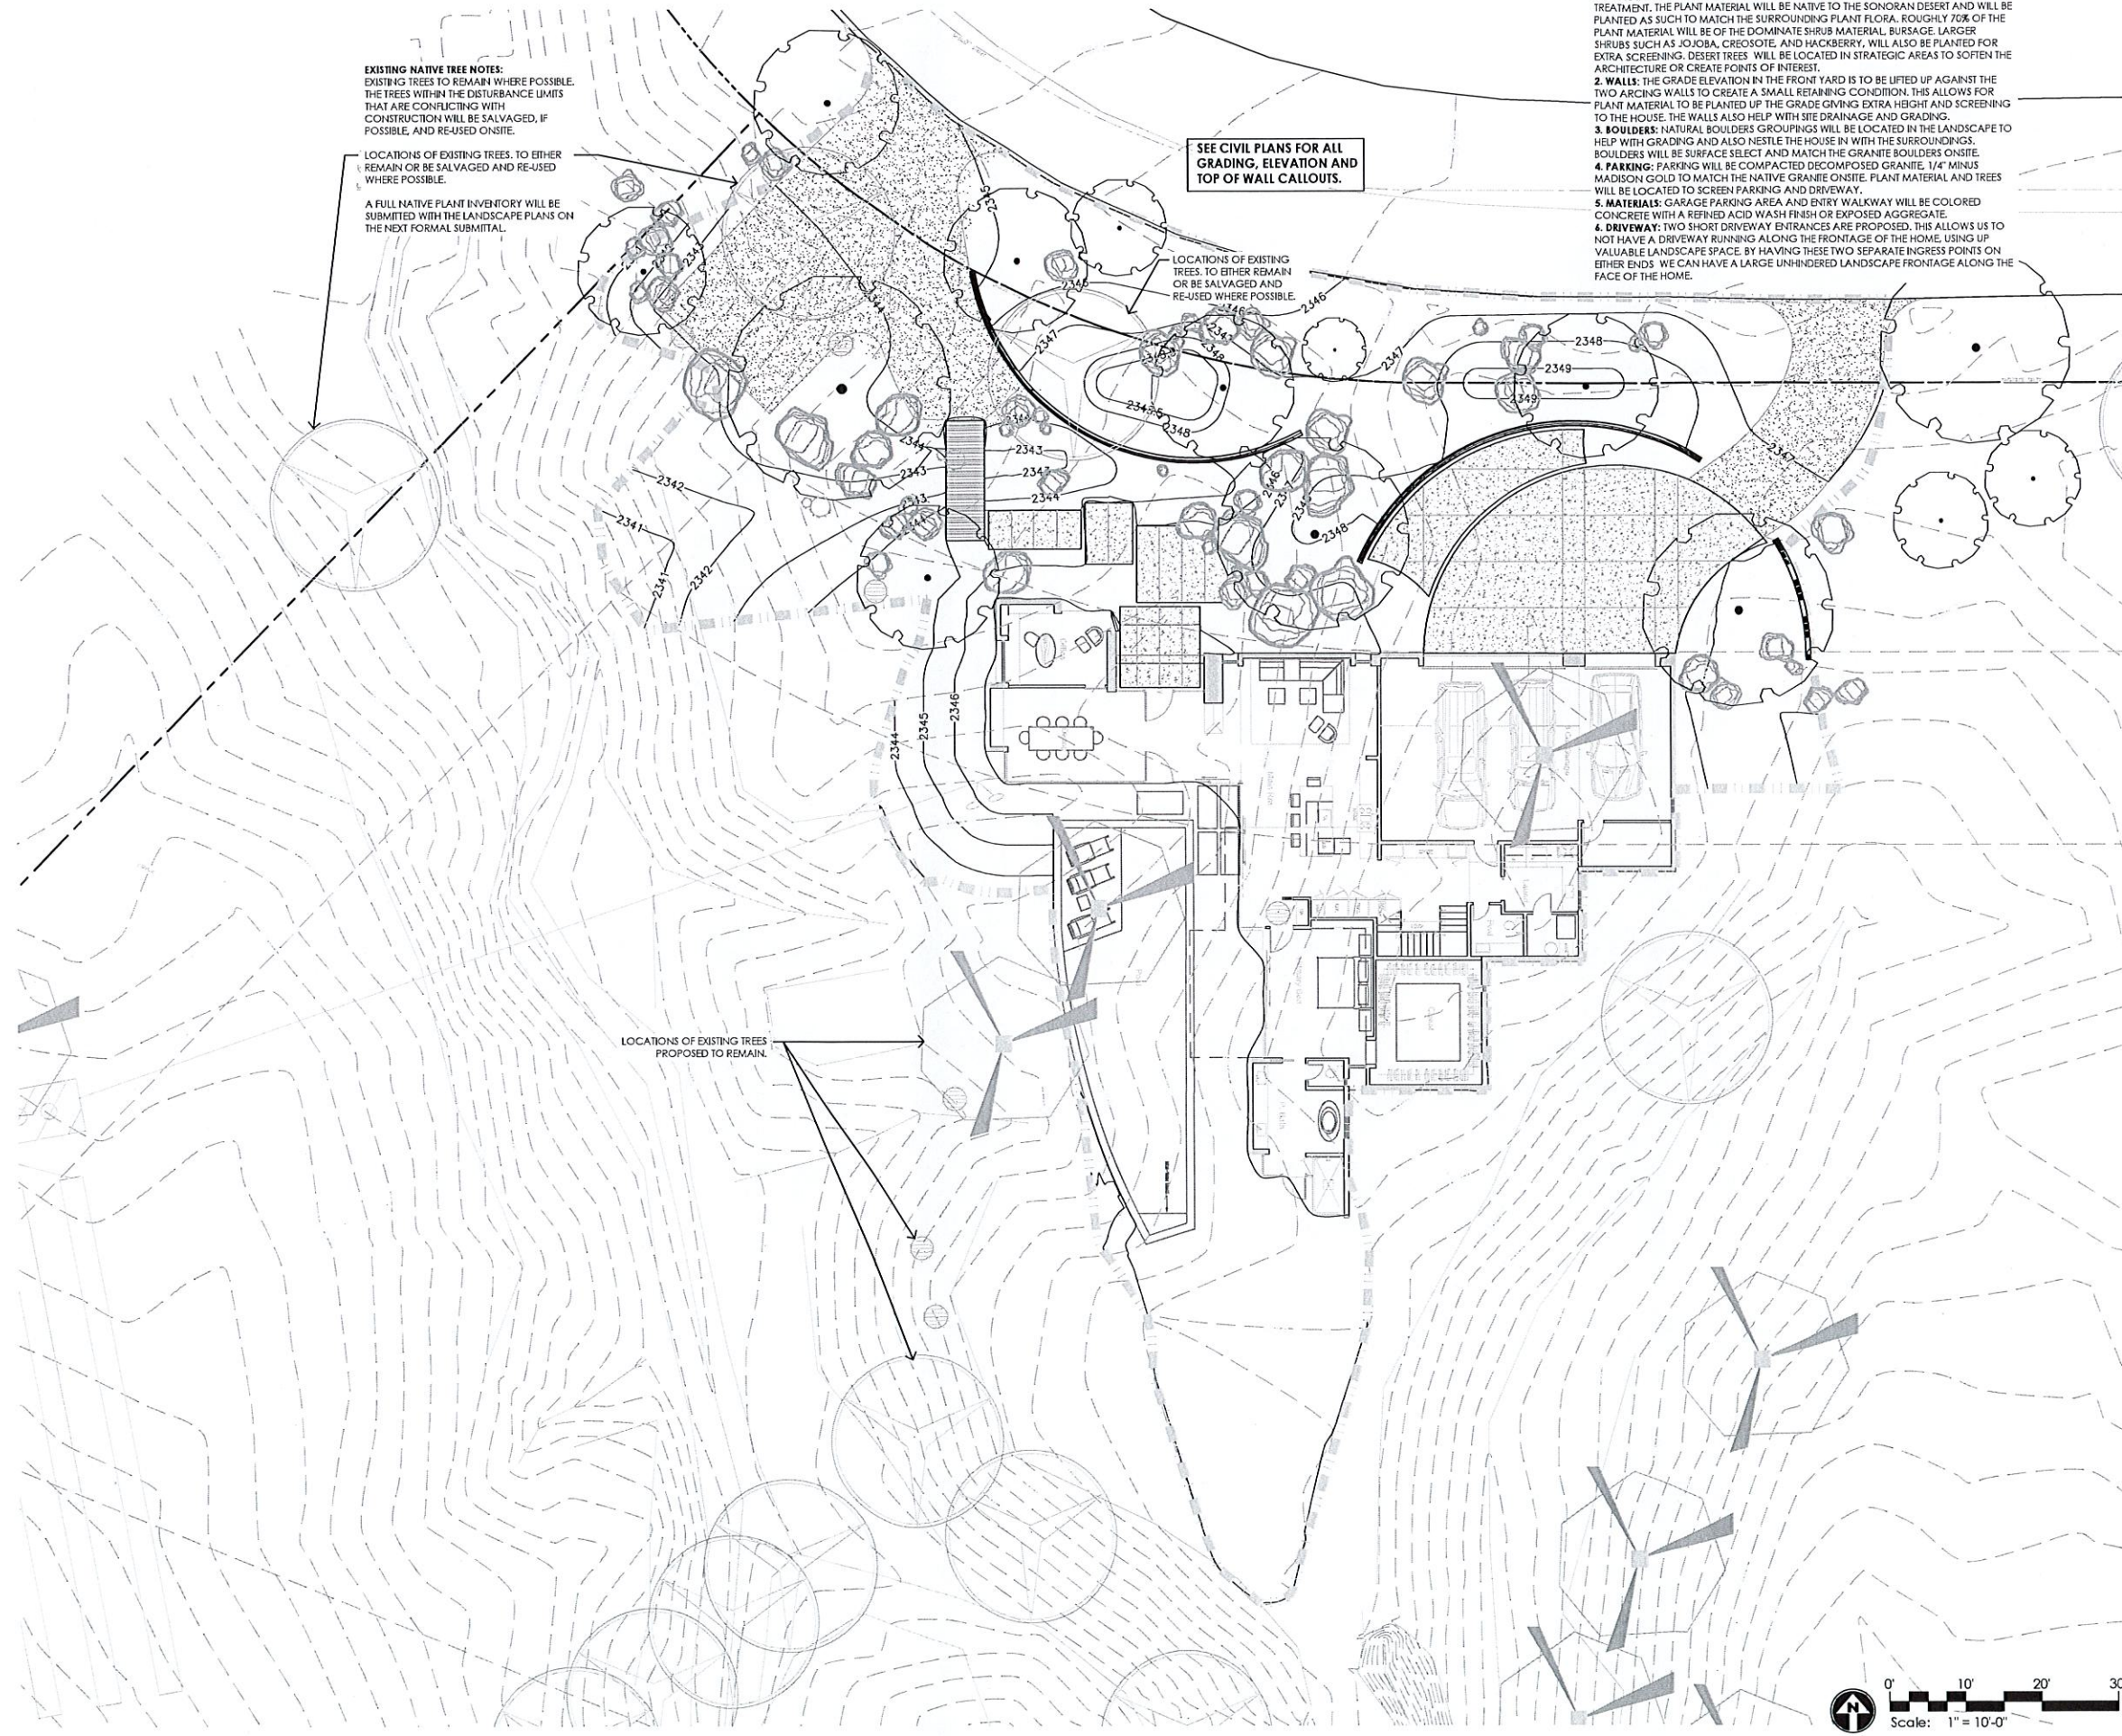 TREATMENT. THE PLANT MATERIAL WILL BE NATIVE TO THE SONORAN DESERT AND WILL BE
PLANTED AS SUCH TO MATCH THE SURROUNDING PLANT FLORA. ROUGHLY 70% OF THE
PLANT MATERIAL WILL BE OF THE DOMINATE SHRUB MATERIAL, BURSAGE. LARGER
SHRUBS SUCH AS JOJOBA, CREOSOTE, AND HACKBERRY, WILL ALSO BE PLANTED FOR
EXTRA SCREENING. DESERT TREES WILL BE LOCATED IN STRATEGIC AREAS TO SOFTEN THE
ARCHITECTURE OR CREATE POINTS OF INTEREST.
2. WALLS: THE GRADE ELEVATION IN THE FRONT YARD IS TO BE LIFTED UP AGAINST THE
TWO ARCING WALLS TO CREATE A SMALL RETAINING CONDITION. THIS ALLOWS FOR
PLANT MATERIAL TO BE PLANTED UP THE GRADE GIVING EXTRA HEIGHT AND SCREENING
TO THE HOUSE. THE WALLS ALSO HELP WITH SITE DRAINAGE AND GRADING.
3. BOULDERS: NATURAL BOULDERS GROUPINGS WILL BE LOCATED IN THE LANDSCAPE TO
HELP WITH GRADING AND ALSO NESTLE THE HOUSE IN WITH THE SURROUNDINGS.
BOULDERS WILL BE SURFACE SELECT AND MATCH THE GRANITE BOULDERS ONSITE.
4. PARKING: PARKING WILL BE COMPACTED DECOMPOSED GRANITE, 1/4" MINUS
MADISON GOLD TO MATCH THE NATIVE GRANITE ONSITE. PLANT MATERIAL AND TREES
WILL BE LOCATED TO SCREEN PARKING AND DRIVEWAY.
5. MATERIALS: GARAGE PARKING AREA AND ENTRY WALKWAY WILL BE COLORED
CONCRETE WITH A REFINED ACID WASH FINISH OR EXPOSED AGGREGATE.
6. DRIVEWAY: TWO SHORT DRIVEWAY ENTRANCES ARE PROPOSED. THIS ALLOWS US TO
NOT HAVE A DRIVEWAY RUNNING ALONG THE FRONTAGE OF THE HOME, USING UP
VALUABLE LANDSCAPE SPACE. BY HAVING THESE TWO SEPARATE INGRESS POINTS ON
EITHER ENDS WE CAN HAVE A LARGE UNHINDERED LANDSCAPE FRONTAGE ALONG THE
FACE OF THE HOME.
EXISTING NATIVE TREE NOTES:
EXISTING TREES TO REMAIN WHERE POSSIBLE.
THE TREES WITHIN THE DISTURBANCE LIMITS
THAT ARE CONFLICTING WITH
CONSTRUCTION WILL BE SALVAGED, IF
POSSIBLE, AND RE-USED ONSITE.
LOCATIONS OF EXISTING TREES. TO EITHER
REMAIN OR BE SALVAGED AND RE-USED
WHERE POSSIBLE.
A FULL NATIVE PLANT INVENTORY WILL BE
SUBMITTED WITH THE LANDSCAPE PLANS ON
THE NEXT FORMAL SUBMITTAL.
SEE CIVIL PLANS FOR ALL
GRADING, ELEVATION AND
TOP OF WALL CALLOUTS.
LOCATIONS OF EXISTING
TREES. TO EITHER REMAIN
OR BE SALVAGED AND
RE-USED WHERE POSSIBLE.
2345
2345
2346
2346
2347
2347
2348
2349
2349
2344
2348
2347
2344
2343
2343
2344
2343
2342
2341
2341
2342
2346
2348
2344
2345
2346
LOCATIONS OF EXISTING TREES
PROPOSED TO REMAIN.
N
0' 10' 20' 30
Scale: 1" = 10'-0"